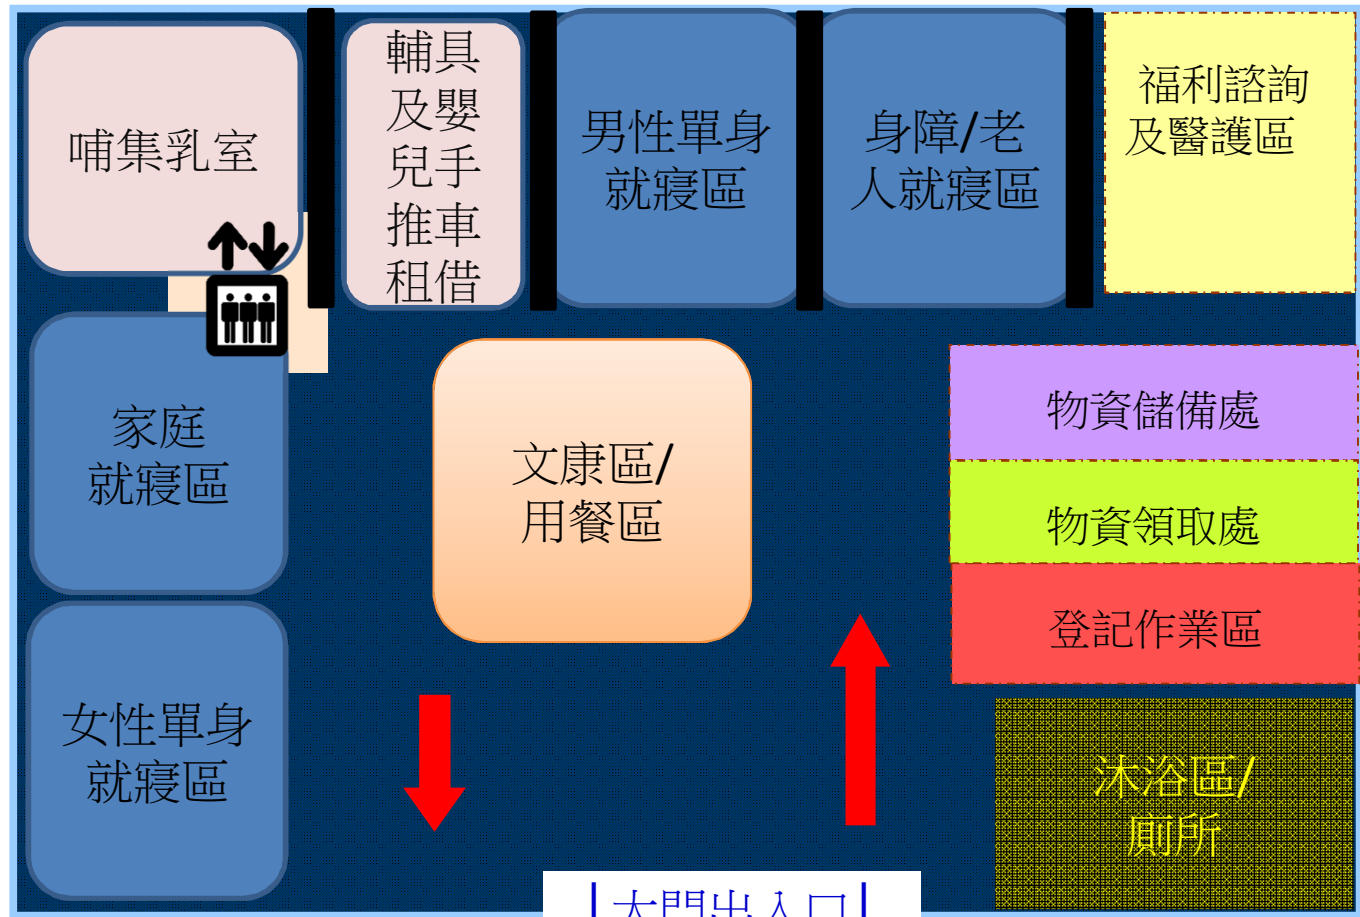 哺集乳室
輔具
及嬰
兒手
推車
租借
男性單身
就寢區
身障/老
人就寢區
福利諮詢
及醫護區
家庭
就寢區
文康區/
用餐區
物資儲備處
物資領取處
登記作業區
女性單身
就寢區
沐浴區/
廁所
大門出入口